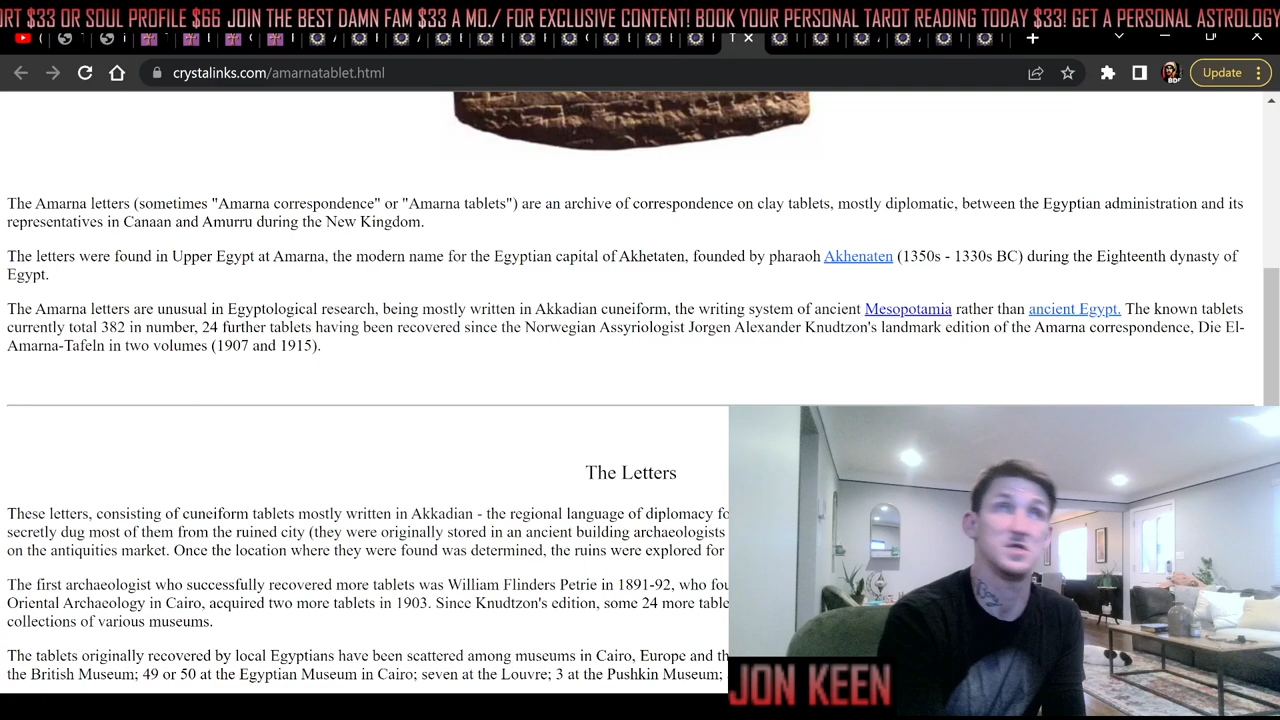 ORT $33 OR SOUL PROFILE $66 JOIN THE BEST DAMN FAM $33 A MO./ FOR EXCLUSIVE CONTENT! BOOK YOUR PERSONAL TAROT READING TODAY $33! GET A PERSONAL ASTROLOGY
crystalinks.com/amarnatablet.html
Update
The Amarna letters (sometimes "Amarna correspondence" or "Amarna tablets") are an archive of correspondence on clay tablets, mostly diplomatic, between the Egyptian administration and its
representatives in Canaan and Amurru during the New Kingdom.
The letters were found in Upper Egypt at Amarna, the modern name for the Egyptian capital of Akhetaten, founded by pharaoh Akhenaten (1350s - 1330s BC) during the Eighteenth dynasty of
Egypt.
The Amarna letters are unusual in Egyptological research, being mostly written in Akkadian cuneiform, the writing system of ancient Mesopotamia rather than ancient Egypt. The known tablets
currently total 382 in number, 24 further tablets having been recovered since the Norwegian Assyriologist Jorgen Alexander Knudtzon's landmark edition of the Amarna correspondence, Die El-
Amarna-Tafeln in two volumes (1907 and 1915).
The Letters
These letters, consisting of cuneiform tablets mostly written in Akkadian - the regional language of diplomacy fo
secretly dug most of them from the ruined city (they were originally stored in an ancient building archaeologists
on the antiquities market. Once the location where they were found was determined, the ruins were explored for
The first archaeologist who successfully recovered more tablets was William Flinders Petrie in 1891-92, who fou
Oriental Archaeology in Cairo, acquired two more tablets in 1903. Since Knudtzon's edition, some 24 more table
collections of various museums.
The tablets originally recovered by local Egyptians have been scattered among museums in Cairo, Europe and th
the British Museum; 49 or 50 at the Egyptian Museum in Cairo; seven at the Louvre; 3 at the Pushkin Museum;
JON KEEN